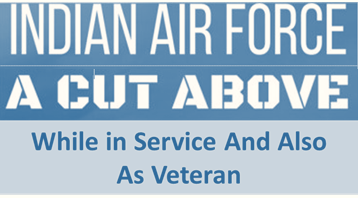 INDIAN AIR FORCE
A CUT ABOVE
While in Service And Also
As Veteran